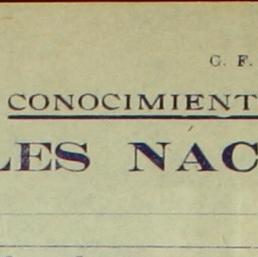 C. F.
CONOCIMIENT
LES NAC